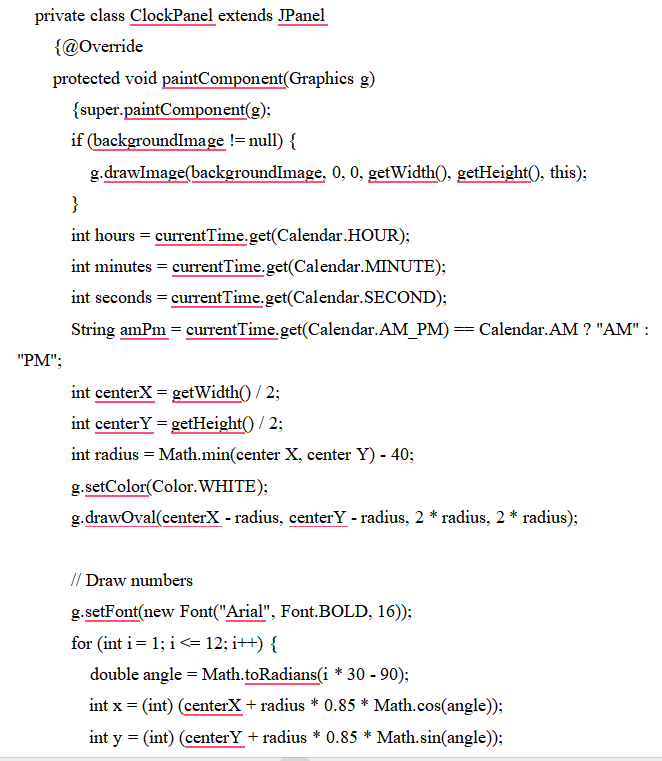 private class ClockPanel extends JPanel
{@Override
protected void paintComponent(Graphics g)
{super.paintComponent(g);
if (backgroundImage != null) {
g.drawImage(backgroundImage, 0, 0, getWidth(), getHeight(), this);
}
int hours = currentTime.get(Calendar.HOUR);
int minutes = currentTime.get(Calendar.MINUTE);
int seconds = currentTime.get(Calendar.SECOND);
String amPm = currentTime.get(Calendar.AM_PM) == Calendar.AM ? "AM" :
"PM";
int centerX = getWidth() / 2;
int centerY = getHeight() / 2;
int radius = Math.min(center X, center Y) - 40;
g.setColor(Color.WHITE);
g.drawOval(centerX - radius, centerY - radius, 2 * radius, 2 * radius);
// Draw numbers
g.setFont(new Font("Arial", Font.BOLD, 16));
for (int i = 1; i <= 12; i++) {
double angle = Math.toRadians(i * 30 - 90);
int x = (int) (centerX + radius * 0.85 * Math.cos(angle));
int y = (int) (centerY + radius * 0.85 * Math.sin(angle));